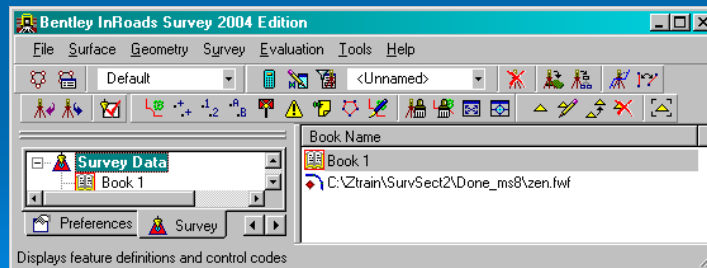 Bentley InRoads Survey 2004 Edition
File Surface Geometry Survey Evaluation Tools Help
Default <Unnamed>
Book Name
Survey Data
Book 1
Book 1
C:\Ztrain\SurvSect2\Done_ms8\zen.fwf
Preferences Survey
Displays feature definitions and control codes